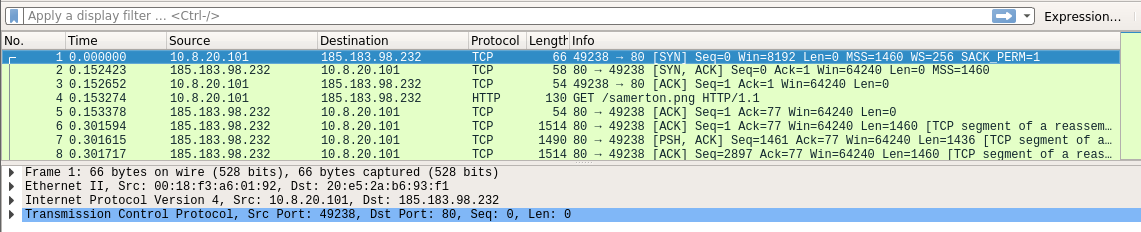 Apply a display filter ... <Ctrl-/> Expression...
No. Time Source Destination Protocol Length Info
1 0.000000 10.8.20.101 185.183.98.232 TCP 66 49238 → 80 [SYN] Seq=0 Win=8192 Len=0 MSS=1460 WS=256 SACK_PERM=1
2 0.152423 185.183.98.232 10.8.20.101 TCP 58 80 → 49238 [SYN, ACK] Seq=0 Ack=1 Win=64240 Len=0 MSS=1460
3 0.152652 10.8.20.101 185.183.98.232 TCP 54 49238 → 80 [ACK] Seq=1 Ack=1 Win=64240 Len=0
4 0.153274 10.8.20.101 185.183.98.232 HTTP 130 GET /samerton.png HTTP/1.1
5 0.153378 185.183.98.232 10.8.20.101 TCP 54 80 → 49238 [ACK] Seq=1 Ack=77 Win=64240 Len=0
6 0.301594 185.183.98.232 10.8.20.101 TCP 1514 80 → 49238 [ACK] Seq=1 Ack=77 Win=64240 Len=1460 [TCP segment of a reassem…
7 0.301615 185.183.98.232 10.8.20.101 TCP 1490 80 → 49238 [PSH, ACK] Seq=1461 Ack=77 Win=64240 Len=1436 [TCP segment of a…
8 0.301717 185.183.98.232 10.8.20.101 TCP 1514 80 → 49238 [ACK] Seq=2897 Ack=77 Win=64240 Len=1460 [TCP segment of a reas…
Frame 1: 66 bytes on wire (528 bits), 66 bytes captured (528 bits)
Ethernet II, Src: 00:18:f3:a6:01:92, Dst: 20:e5:2a:b6:93:f1
Internet Protocol Version 4, Src: 10.8.20.101, Dst: 185.183.98.232
Transmission Control Protocol, Src Port: 49238, Dst Port: 80, Seq: 0, Len: 0